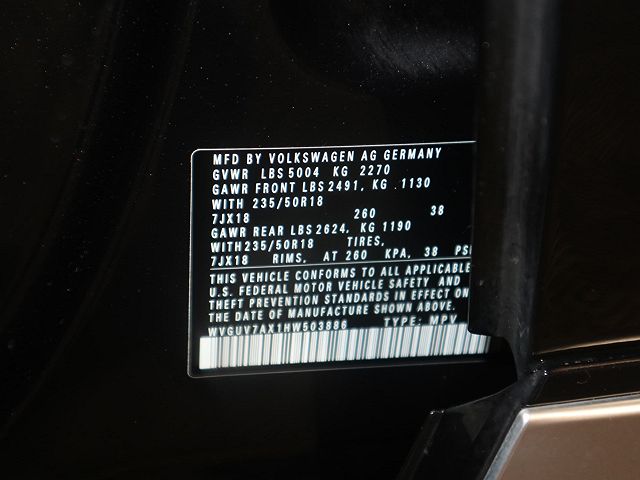 MFD BY VOLKSWAGEN AG GERMANY
GVWR LBS 5004 KG 2270
GAWR FRONT LBS 2491, KG .1130
WITH 235/50R18
7JX18 260 38
GAWR REAR LBS 2624, KG 1190
WITH 235/50R18 TIRES,
7JX18 RIMS, AT 260 KPA, 38 PSI
THIS VEHICLE CONFORMS TO ALL APPLICABLE
U.S. FEDERAL MOTOR VEHICLE SAFETY AND
THEFT PREVENTION STANDARDS IN EFFECT ON
THE DATE OF MANUFACTURE SHOWN ABOVE.
WVGUV7AX1HW503886 TYPE: MPV